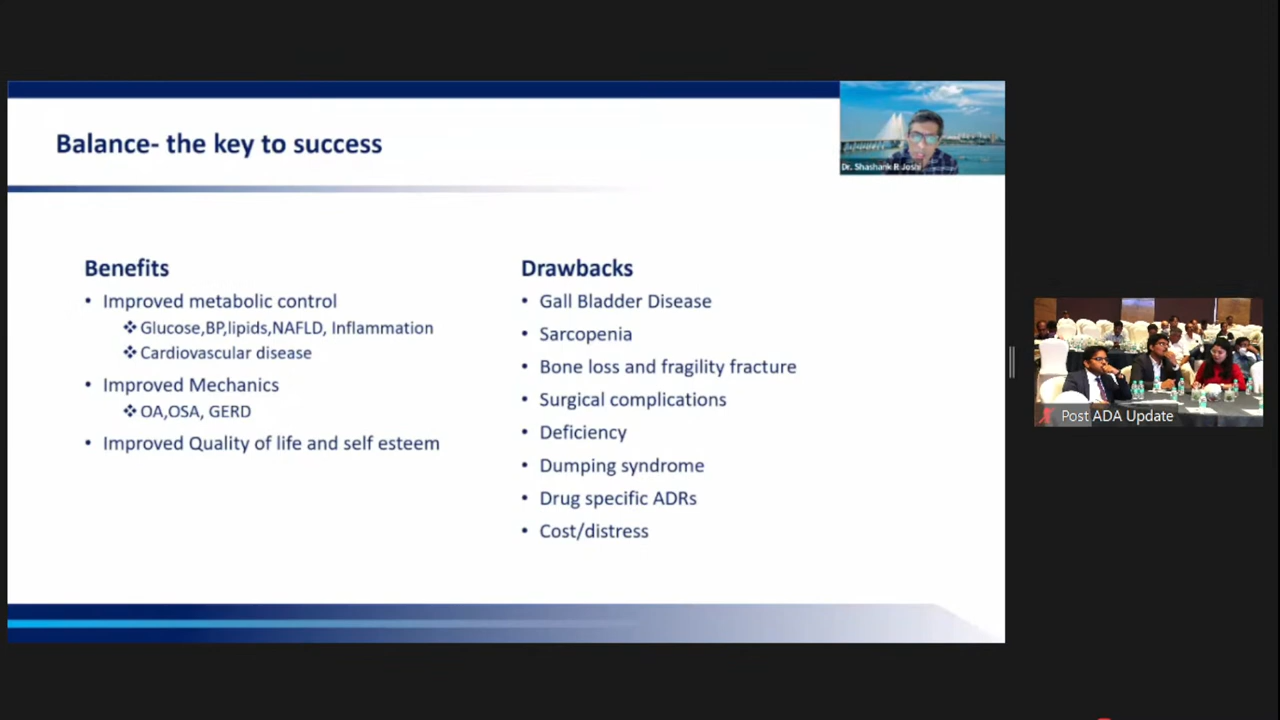 Balance- the key to success
Dr. Shashank R Joshi
Benefits
• Improved metabolic control
❖Glucose,BP,lipids,NAFLD, Inflammation
❖Cardiovascular disease
• Improved Mechanics
❖OA,OSA, GERD
• Improved Quality of life and self esteem
Drawbacks
• Gall Bladder Disease
• Sarcopenia
• Bone loss and fragility fracture
• Surgical complications
• Deficiency
• Dumping syndrome
• Drug specific ADRs
• Cost/distress
Post ADA Update